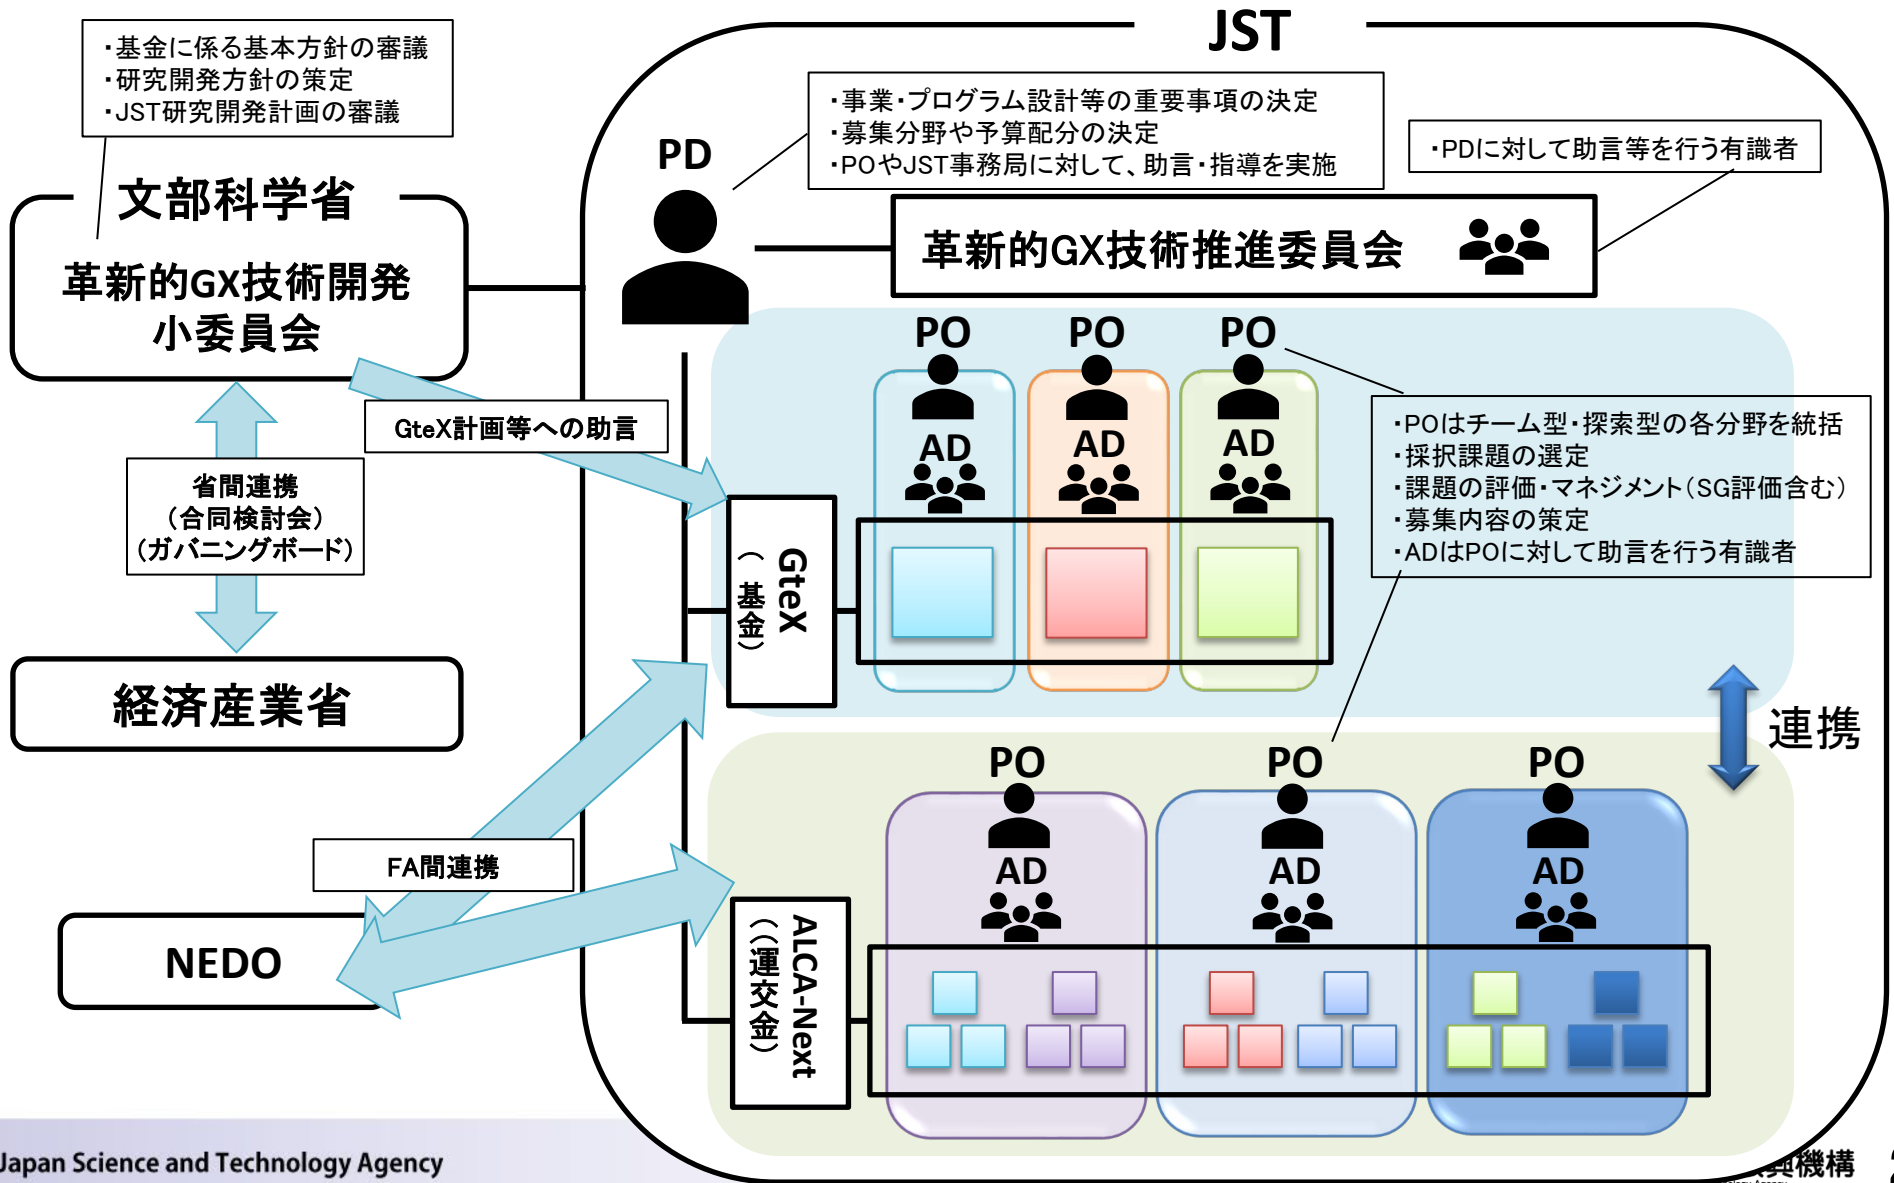 JST
・基金に係る基本方針の審議
・研究開発方針の策定
・JST研究開発計画の審議
・事業・プログラム設計等の重要事項の決定
・募集分野や予算配分の決定
・POやJST事務局に対して、助言・指導を実施
・PDに対して助言等を行う有識者
PD
文部科学省
革新的GX技術開発
小委員会
革新的GX技術推進委員会
PO
PO
PO
AD
AD
AD
・POはチーム型・探索型の各分野を統括
・採択課題の選定
・課題の評価・マネジメント（SG評価含む）
・募集内容の策定
・ADはPOに対して助言を行う有識者
GteX計画等への助言
省間連携
（合同検討会）
（ガバニングボード）
GteX
（基金）
経済産業省
連携
PO
PO
PO
AD
AD
AD
FA間連携
NEDO
ALCA-Next
（（運交金）
Japan Science and Technology Agency
興機構